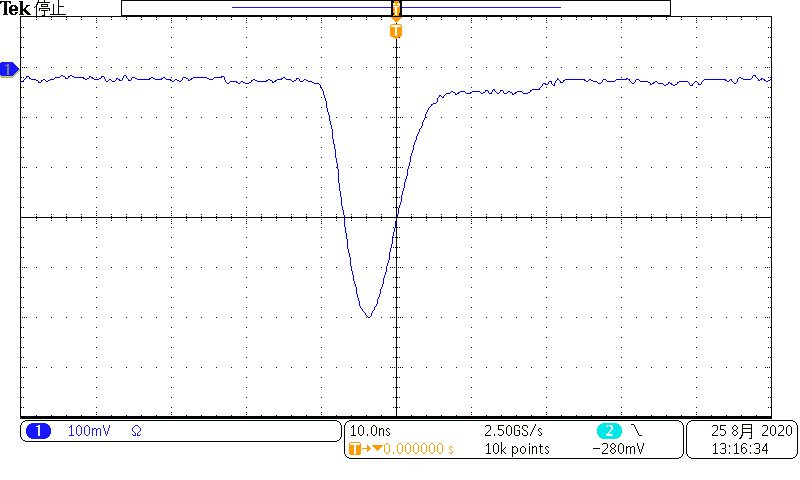 Tek 停止
T
T
1
1 100mV Ω
10.0ns 2.50GS/s 2
T→▼0.000000 s 10k points −280mV
25 8月 2020
13:16:34